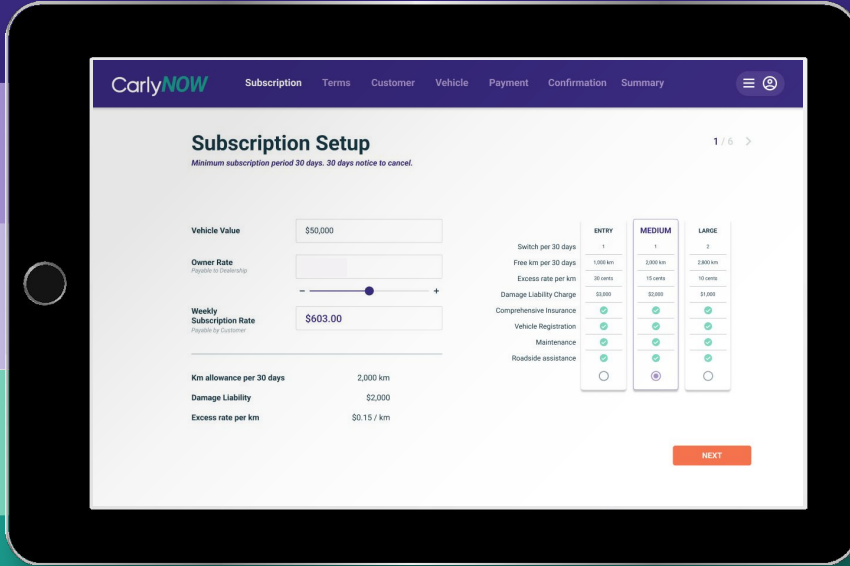 CarlyNOW
Subscription Terms Customer Vehicle Payment Confirmation Summary
Subscription Setup
1 / 6
Minimum subscription period 30 days. 30 days notice to cancel.
Vehicle Value $50,000
Owner Rate
Payable to Dealership
- +
Weekly
Subscription Rate $603.00
Payable by Customer
Km allowance per 30 days 2,000 km
Damage Liability $2,000
Excess rate per km $0.15 / km
ENTRY MEDIUM LARGE
Switch per 30 days 1 1 2
Free km per 30 days 1,000 km 2,000 km 2,800 km
Excess rate per km 30 cents 15 cents 10 cents
Damage Liability Charge $3,000 $2,000 $1,000
Comprehensive Insurance
Vehicle Registration
Maintenance
Roadside assistance
NEXT